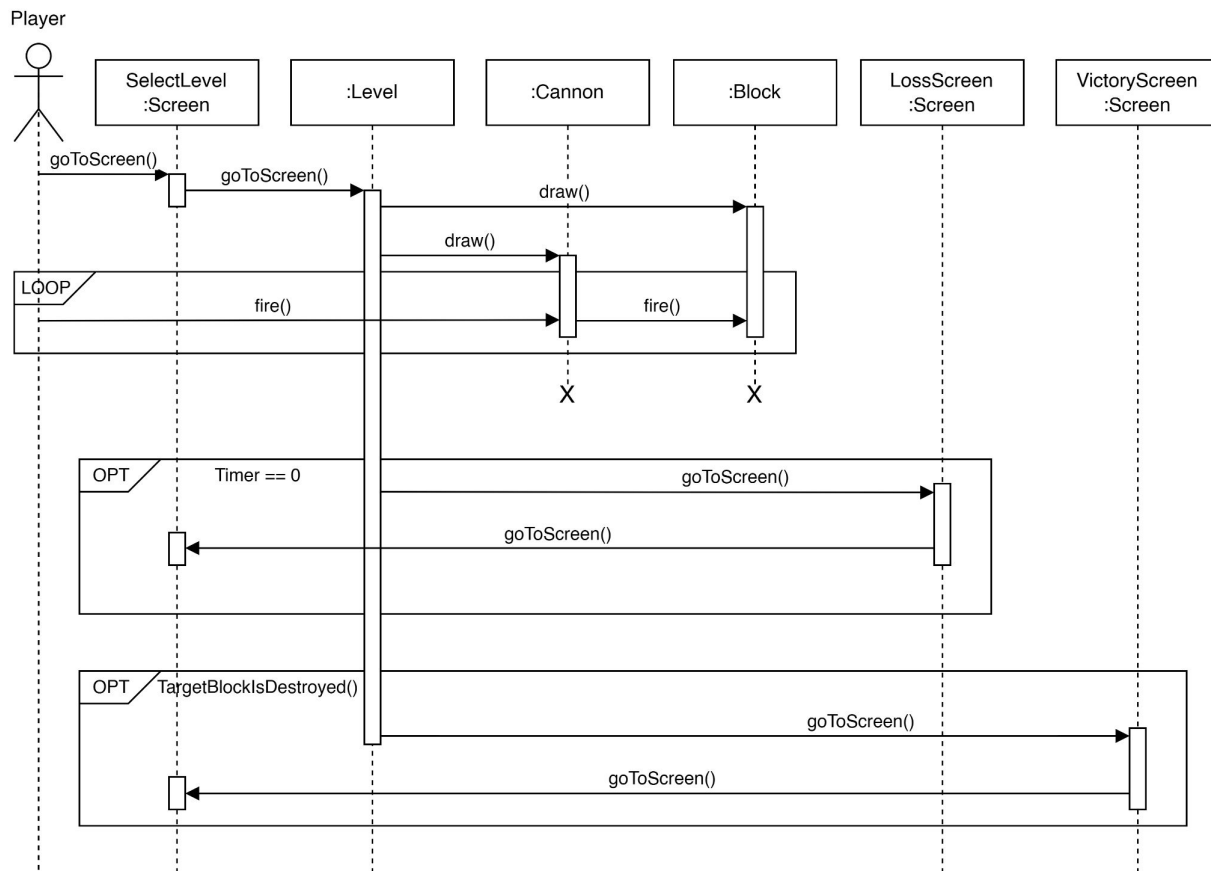 Player
SelectLevel
:Screen
:Level
:Cannon
:Block
LossScreen
:Screen
VictoryScreen
:Screen
goToScreen()
goToScreen()
draw()
draw()
LOOP
fire()
fire()
X
X
OPT
Timer == 0
goToScreen()
goToScreen()
OPT
TargetBlockIsDestroyed()
goToScreen()
goToScreen()